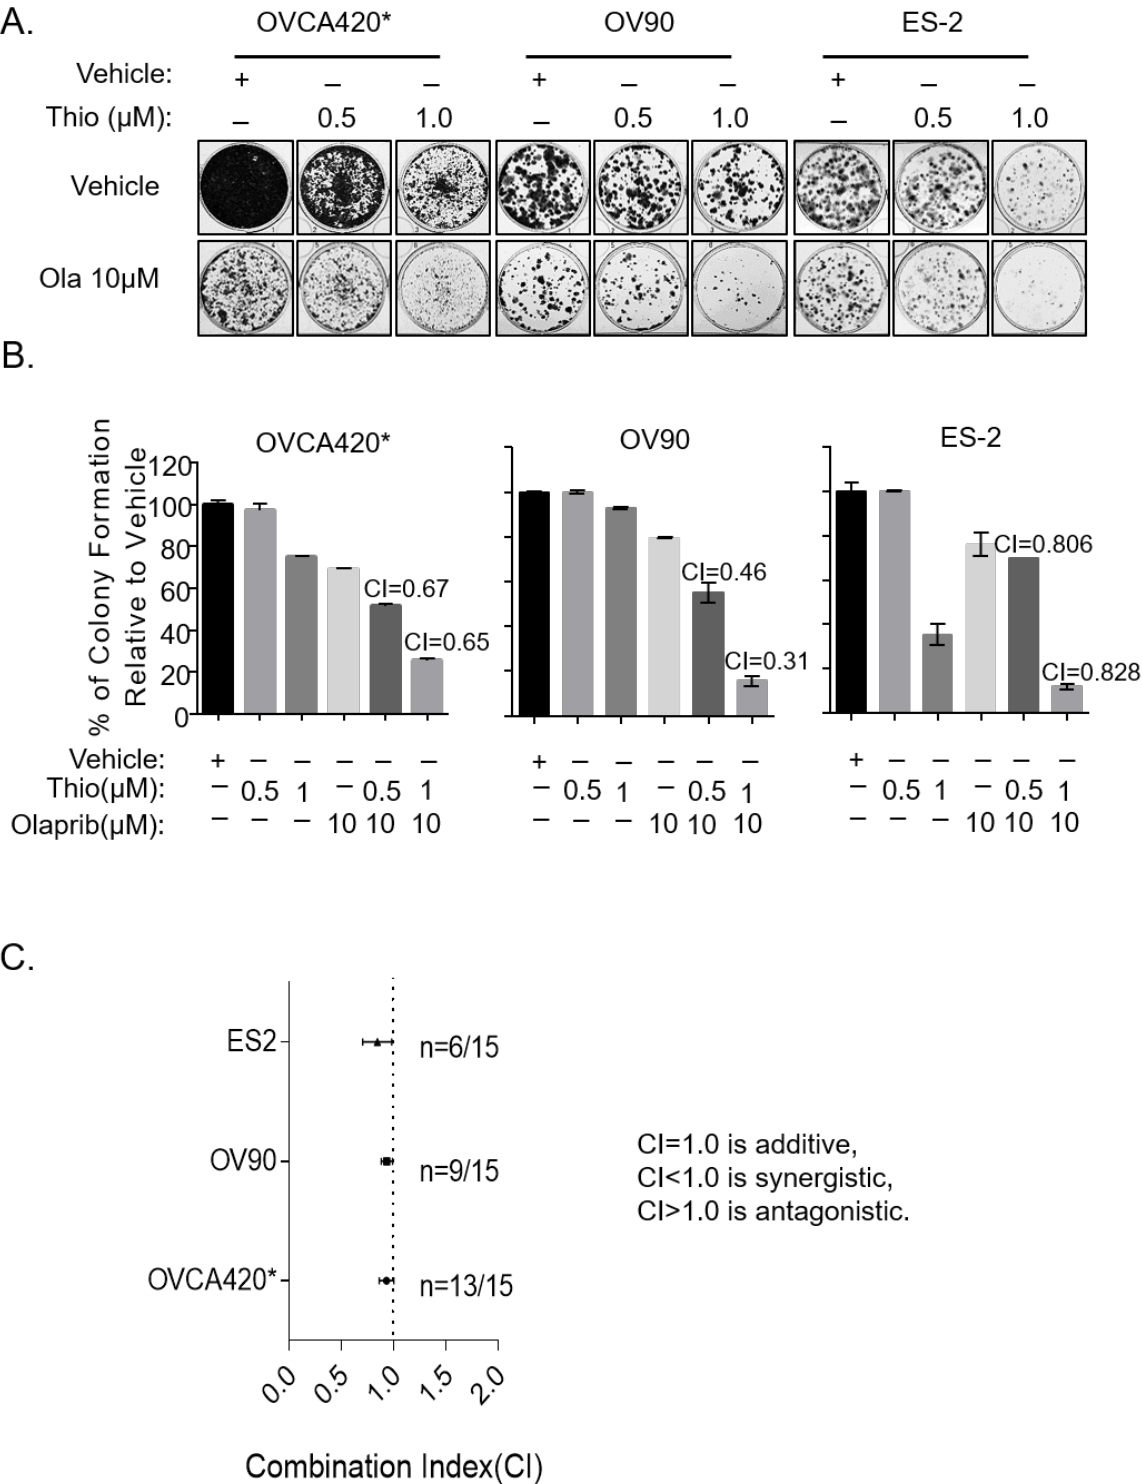 A.
OVCA420* OV90 ES-2
Vehicle: + – – + – – + – –
Thio (µM): – 0.5 1.0 – 0.5 1.0 – 0.5 1.0
Vehicle
Ola 10µM
B.
% of Colony Formation
Relative to Vehicle
OVCA420* OV90 ES-2
120
100
80
60
40
20
0
CI=0.67
CI=0.65
CI=0.46
CI=0.31
CI=0.806
CI=0.828
Vehicle: + – – – – – + – – – – – + – – – – –
Thio(µM): – 0.5 1 – 0.5 1 – 0.5 1 – 0.5 1 – 0.5 1 – 0.5 1
Olaprib(µM): – – – 10 10 10 – – – 10 10 10 – – – 10 10 10
C.
ES2 n=6/15
OV90 n=9/15
OVCA420* n=13/15
0.0 0.5 1.0 1.5 2.0
Combination Index(CI)
CI=1.0 is additive,
CI<1.0 is synergistic,
CI>1.0 is antagonistic.